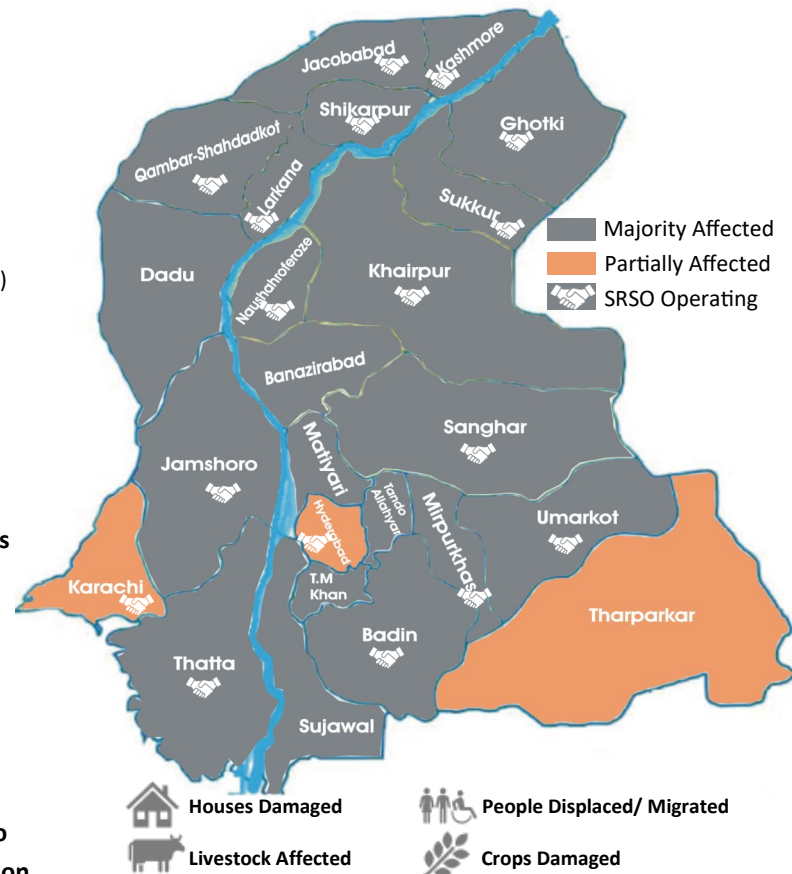 Jacobabad
Kashmore
Shikarpur
Ghotki
Qambar-Shahdadkot
Larkana
Sukkur
Majority Affected
)
Partially Affected
Dadu
Khairpur
SRSO Operating
Naushahroferoze
Banazirabad
Sanghar
Matiyari
Jamshoro
Tando
Allahyar
Mirpurkhas
Umarkot
Hyderabad
s
T.M
Khan
Karachi
Tharparkar
Badin
Thatta
Sujawal
Houses Damaged
People Displaced/ Migrated
o
Livestock Affected
Crops Damaged
on